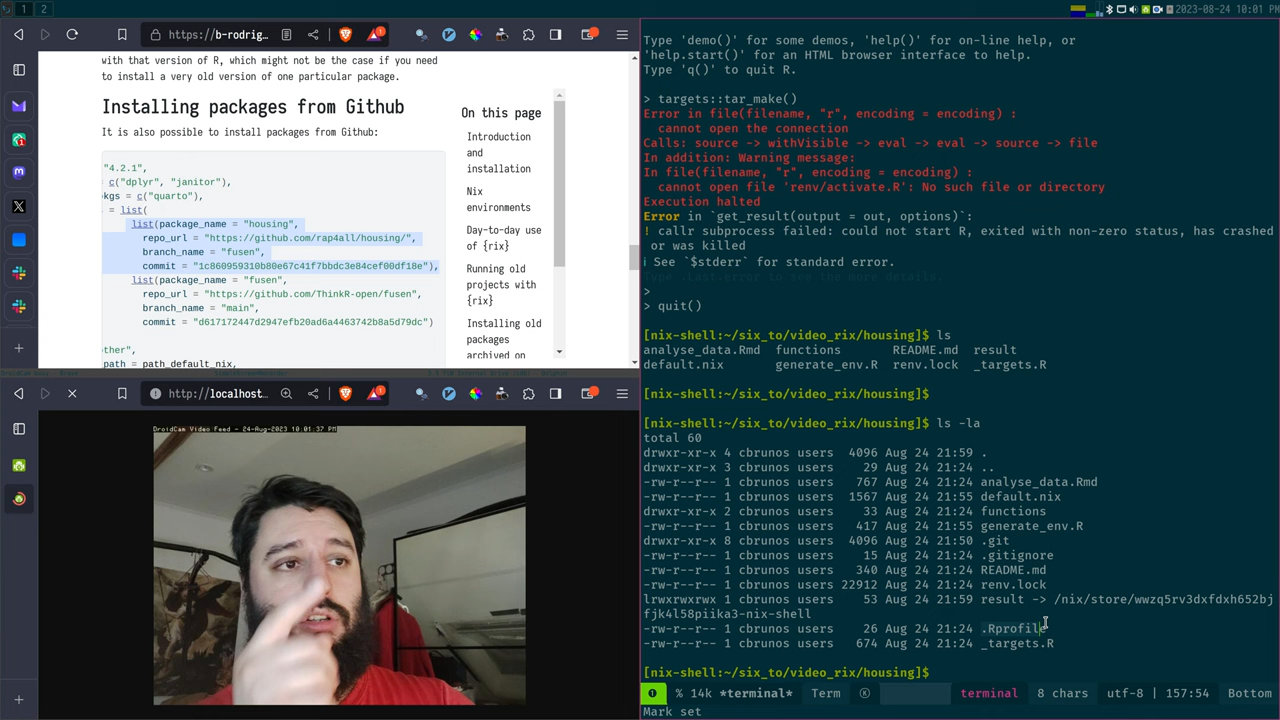 1 2
2023-08-24 10:01 PM
https://b-rodrig
with that version of R, which might not be the case if you need
to install a very old version of one particular package.
Installing packages from Github
It is also possible to install packages from Github:
"4.2.1",
= c("dplyr", "janitor"),
pkgs = c("quarto"),
= list(
list(package_name = "housing",
repo_url = "https://github.com/rap4all/housing/",
branch_name = "fusen",
commit = "1c860959310b80e67c41f7bbdc3e84cef00df18e"),
list(package_name = "fusen",
repo_url = "https://github.com/ThinkR-open/fusen",
branch_name = "main",
commit = "d617172447d2947efb20ad6a4463742b8a5d79dc")
other",
path = path_default_nix,
On this page
Introduction
and
installation
Nix
environments
Day-to-day use
of {rix}
Running old
projects with
{rix}
Installing old
packages
archived on
http://localhost
DroidCam Video Feed - 24-Aug-2023 10:01:37 PM
Type 'demo()' for some demos, 'help()' for on-line help, or
'help.start()' for an HTML browser interface to help.
Type 'q()' to quit R.
> targets::tar_make()
Error in file(filename, "r", encoding = encoding) :
cannot open the connection
Calls: source -> withVisible -> eval -> eval -> source -> file
In addition: Warning message:
In file(filename, "r", encoding = encoding) :
cannot open file 'renv/activate.R': No such file or directory
Execution halted
Error in `get_result(output = out, options)`:
! callr subprocess failed: could not start R, exited with non-zero status, has crashed
or was killed
i See `$stderr` for standard error.
Type .Last.error to see the more details.
>
> quit()
[nix-shell:~/six_to/video_rix/housing]$ ls
analyse_data.Rmd functions README.md result
default.nix generate_env.R renv.lock _targets.R
[nix-shell:~/six_to/video_rix/housing]$
[nix-shell:~/six_to/video_rix/housing]$ ls -la
total 60
drwxr-xr-x 4 cbrunos users 4096 Aug 24 21:59 .
drwxr-xr-x 3 cbrunos users 29 Aug 24 21:24 ..
-rw-r--r-- 1 cbrunos users 767 Aug 24 21:24 analyse_data.Rmd
-rw-r--r-- 1 cbrunos users 1567 Aug 24 21:55 default.nix
drwxr-xr-x 2 cbrunos users 33 Aug 24 21:24 functions
-rw-r--r-- 1 cbrunos users 417 Aug 24 21:55 generate_env.R
drwxr-xr-x 8 cbrunos users 4096 Aug 24 21:50 .git
-rw-r--r-- 1 cbrunos users 15 Aug 24 21:24 .gitignore
-rw-r--r-- 1 cbrunos users 340 Aug 24 21:24 README.md
-rw-r--r-- 1 cbrunos users 22912 Aug 24 21:24 renv.lock
lrwxrwxrwx 1 cbrunos users 53 Aug 24 21:59 result -> /nix/store/wwzq5rv3dxfdxh652bj
fjk4l58piika3-nix-shell
-rw-r--r-- 1 cbrunos users 26 Aug 24 21:24 .Rprofile
-rw-r--r-- 1 cbrunos users 674 Aug 24 21:24 _targets.R
[nix-shell:~/six_to/video_rix/housing]$
% 14k *terminal* Term terminal 8 chars utf-8 | 157:54 Bottom
Mark set